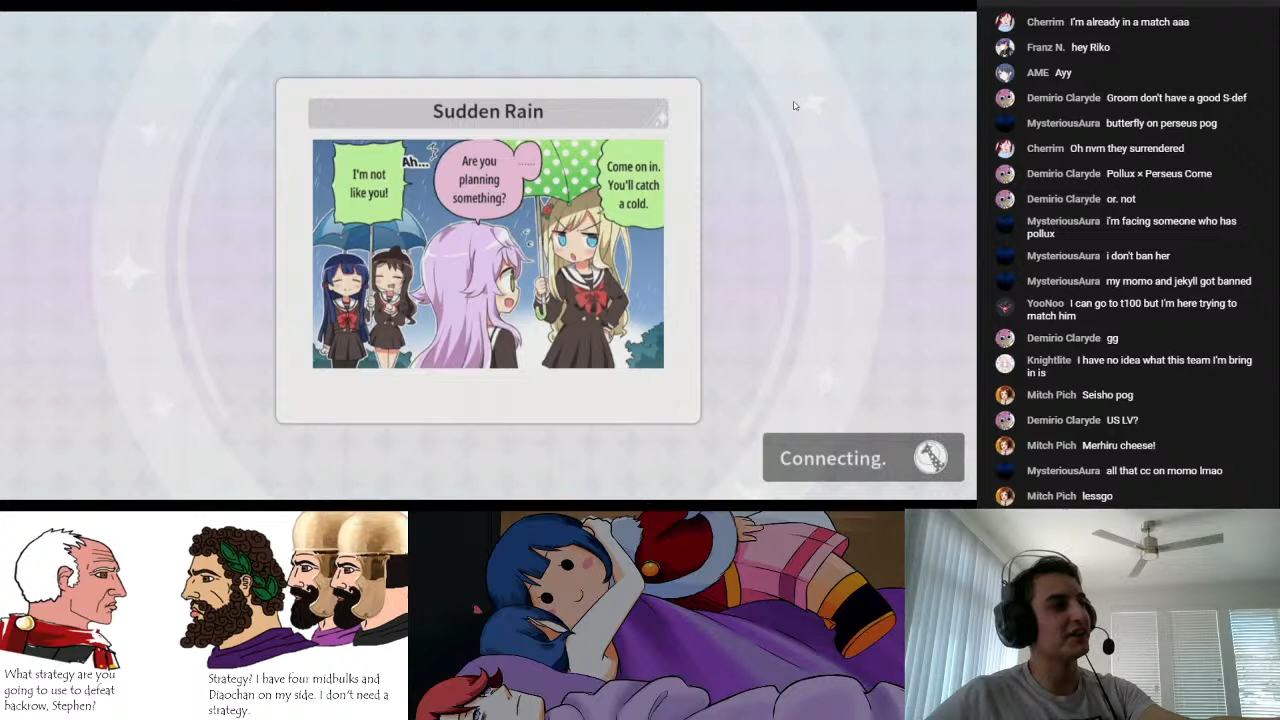 Sudden Rain
I'm not
like you!
Ah...
Are you
planning
something?
......
Come on in.
You'll catch
a cold.
Connecting.
Cherrim I'm already in a match aaa
Franz N. hey Riko
AME Ayy
Demirio Claryde Groom don't have a good S-def
MysteriousAura butterfly on perseus pog
Cherrim Oh nvm they surrendered
Demirio Claryde Pollux × Perseus Come
Demirio Claryde or. not
MysteriousAura i'm facing someone who has
pollux
MysteriousAura i don't ban her
MysteriousAura my momo and jekyll got banned
YooNoo I can go to t100 but I'm here trying to
match him
Demirio Claryde gg
Knightlite I have no idea what this team I'm bring
in is
Mitch Pich Seisho pog
Demirio Claryde US LV?
Mitch Pich Merhiru cheese!
MysteriousAura all that cc on momo lmao
Mitch Pich lessgo
What strategy are you
going to use to defeat
hackrow, Stephen?
Strategy? I have four midbulks and
Diaochan on my side. I don't need a
strategy.